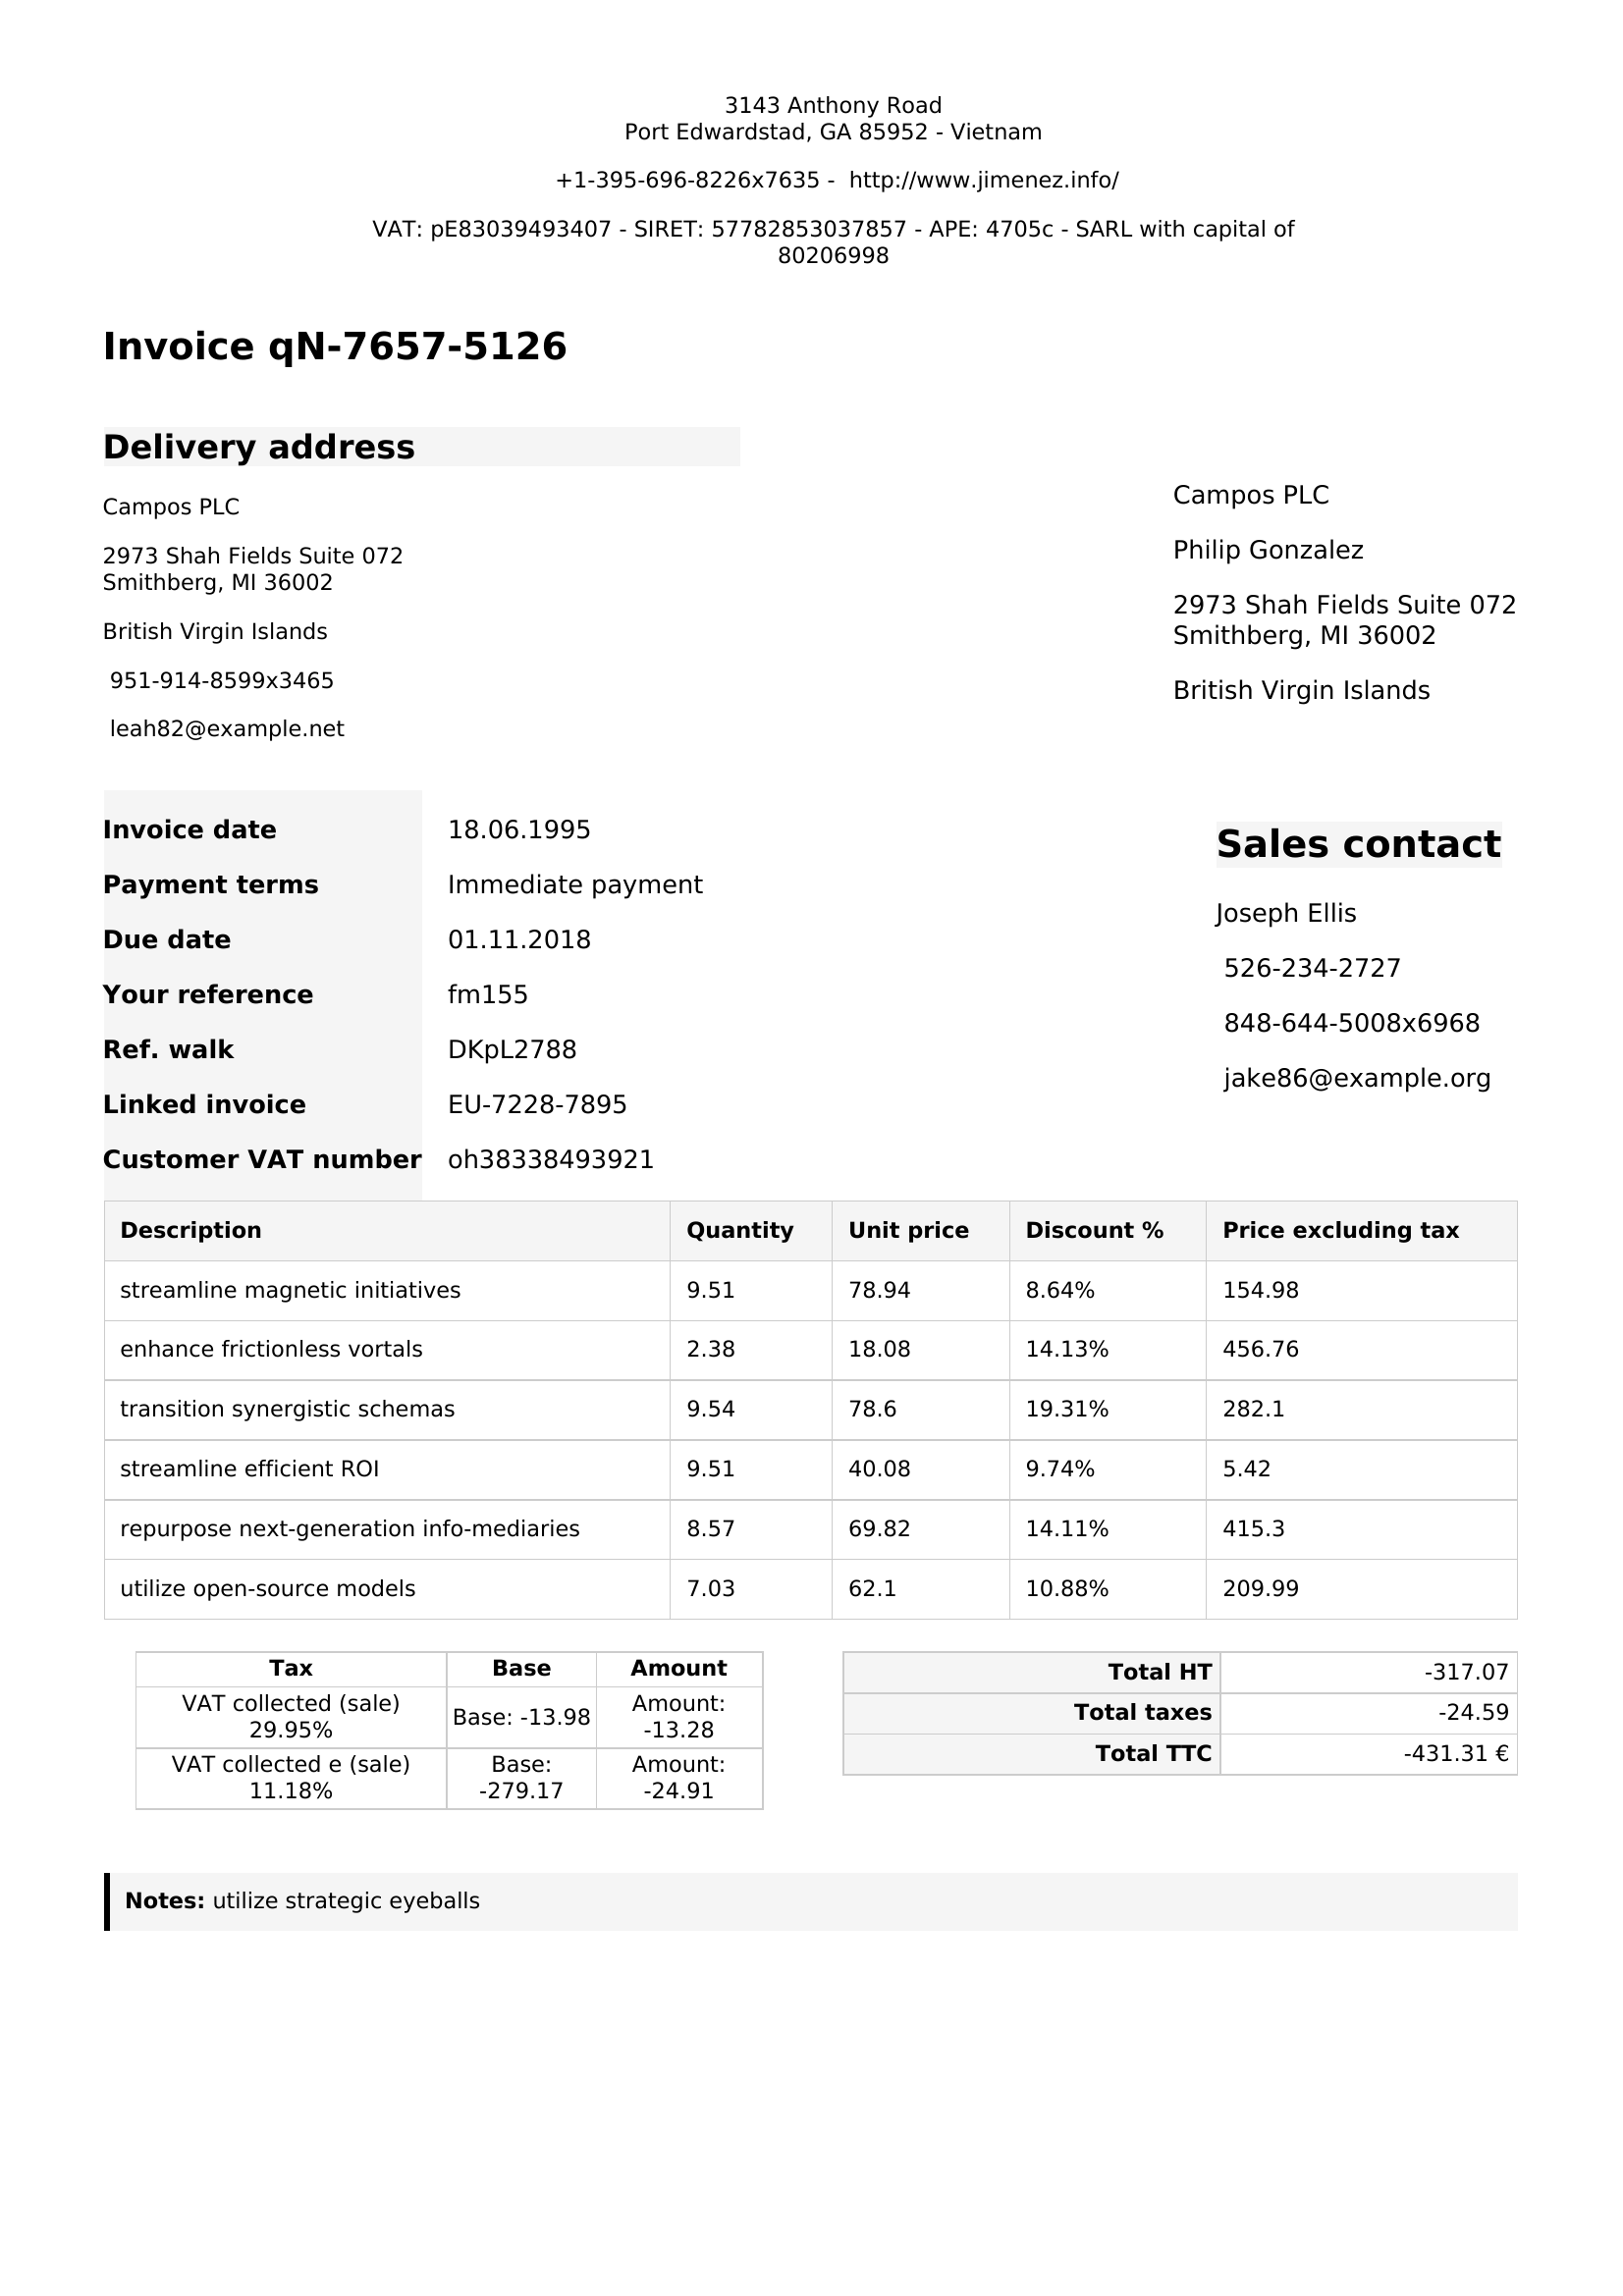 3143 Anthony Road
Port Edwardstad, GA 85952 - Vietnam
+1-395-696-8226x7635 - http://www.jimenez.info/
VAT: pE83039493407 - SIRET: 57782853037857 - APE: 4705c - SARL with capital of
80206998
Invoice qN-7657-5126
Delivery address
Campos PLC
2973 Shah Fields Suite 072
Smithberg, MI 36002
British Virgin Islands
951-914-8599x3465
leah82@example.net
Campos PLC
Philip Gonzalez
2973 Shah Fields Suite 072
Smithberg, MI 36002
British Virgin Islands
Invoice date 18.06.1995
Payment terms Immediate payment
Due date 01.11.2018
Your reference fm155
Ref. walk DKpL2788
Linked invoice EU-7228-7895
Customer VAT number oh38338493921
Sales contact
Joseph Ellis
526-234-2727
848-644-5008x6968
jake86@example.org
Description Quantity Unit price Discount % Price excluding tax
streamline magnetic initiatives 9.51 78.94 8.64% 154.98
enhance frictionless vortals 2.38 18.08 14.13% 456.76
transition synergistic schemas 9.54 78.6 19.31% 282.1
streamline efficient ROI 9.51 40.08 9.74% 5.42
repurpose next-generation info-mediaries 8.57 69.82 14.11% 415.3
utilize open-source models 7.03 62.1 10.88% 209.99
Tax Base Amount
VAT collected (sale)
29.95%
Base: -13.98
Amount:
-13.28
VAT collected e (sale)
11.18%
Base:
-279.17
Amount:
-24.91
Total HT -317.07
Total taxes -24.59
Total TTC -431.31 €
Notes: utilize strategic eyeballs